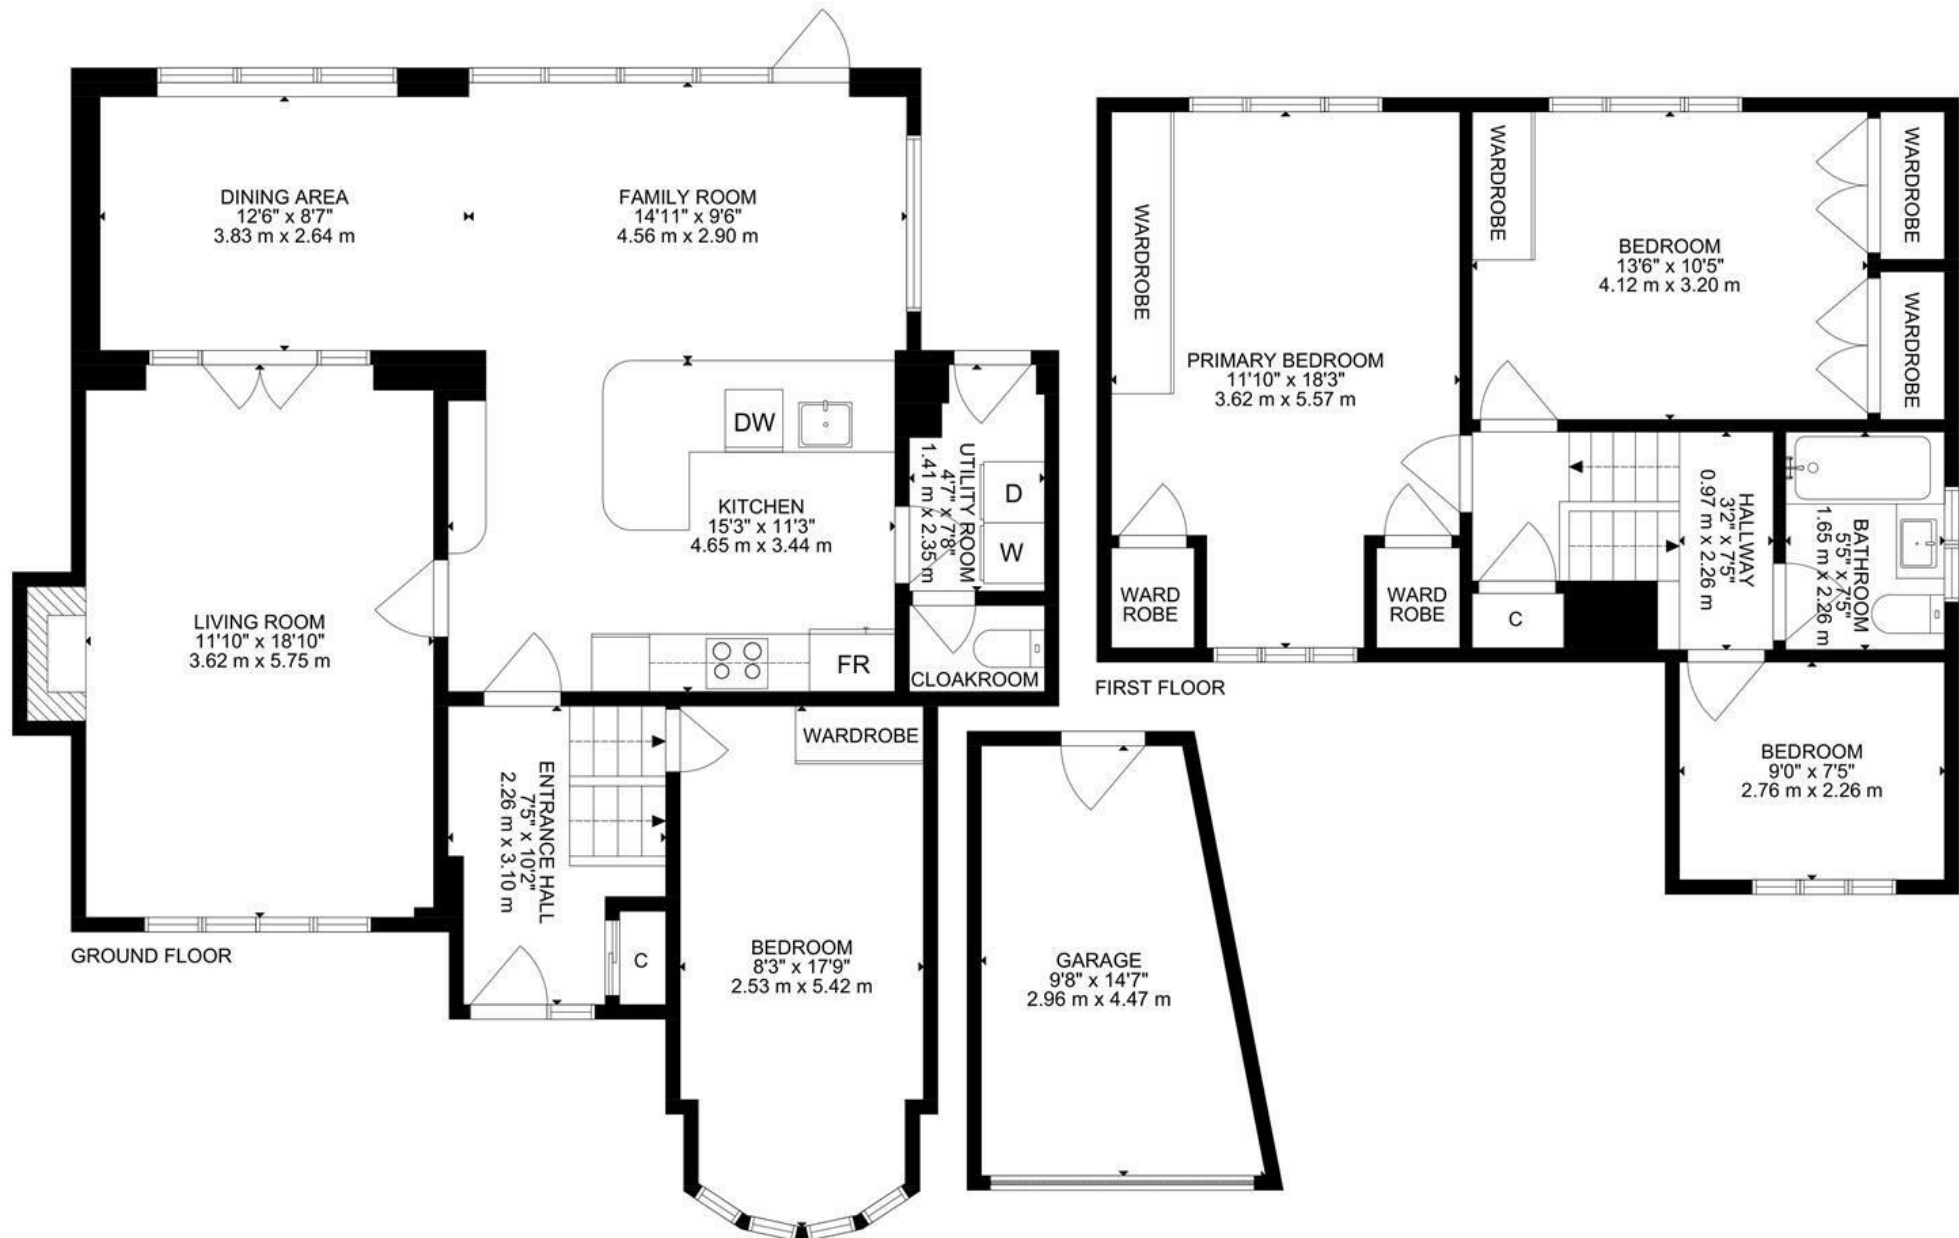 DINING AREA
12'6" x 8'7"
3.83 m x 2.64 m
FAMILY ROOM
14'11" x 9'6"
4.56 m x 2.90 m
DW
KITCHEN
15'3" x 11'3"
4.65 m x 3.44 m
FR
UTILITY ROOM
4'7" x 7'8"
1.41 m x 2.35 m
D
W
CLOAKROOM
LIVING ROOM
11'10" x 18'10"
3.62 m x 5.75 m
ENTRANCE HALL
7'5" x 10'2"
2.26 m x 3.10 m
C
WARDROBE
BEDROOM
8'3" x 17'9"
2.53 m x 5.42 m
GROUND FLOOR
GARAGE
9'8" x 14'7"
2.96 m x 4.47 m
WARDROBE
PRIMARY BEDROOM
11'10" x 18'3"
3.62 m x 5.57 m
WARD
ROBE
WARD
ROBE
WARDROBE
BEDROOM
13'6" x 10'5"
4.12 m x 3.20 m
WARDROBE
WARDROBE
HALLWAY
3'2" x 7'5"
0.97 m x 2.26 m
C
BATHROOM
5'5" x 7'5"
1.65 m x 2.26 m
BEDROOM
9'0" x 7'5"
2.76 m x 2.26 m
FIRST FLOOR